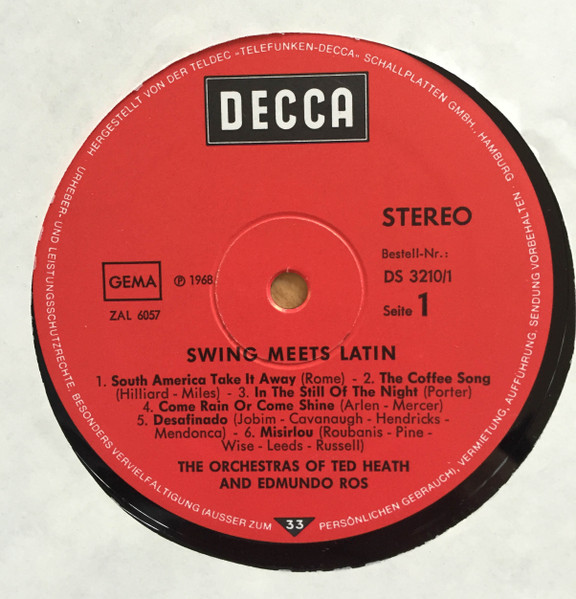 HERGESTELLT VON DER TELDEC »TELEFUNKEN-DECCA« SCHALLPLATTEN GMBH., HAMBURG ·
URHEBER- UND LEISTUNGSSCHUTZRECHTE, BESONDERS VERVIELFÄLTIGUNG (AUSSER ZUM PERSÖNLICHEN GEBRAUCH), VERMIETUNG, AUFFÜHRUNG, SENDUNG VORBEHALTEN ·
DECCA
STEREO
Bestell-Nr.:
DS 3210/1
Seite 1
GEMA
℗ 1968
ZAL 6057
SWING MEETS LATIN
1. South America Take It Away (Rome) - 2. The Coffee Song
(Hilliard - Miles) - 3. In The Still Of The Night (Porter)
4. Come Rain Or Come Shine (Arlen - Mercer)
5. Desafinado (Jobim - Cavanaugh - Hendricks -
Mendonca) - 6. Misirlou (Roubanis - Pine -
Wise - Leeds - Russell)
THE ORCHESTRAS OF TED HEATH
AND EDMUNDO ROS
33